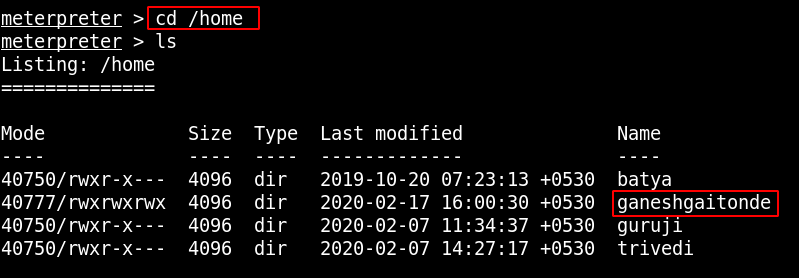 meterpreter > cd /home
meterpreter > ls
Listing: /home
==============
Mode Size Type Last modified Name
---- ---- ---- ------------- ----
40750/rwxr-x--- 4096 dir 2019-10-20 07:23:13 +0530 batya
40777/rwxrwxrwx 4096 dir 2020-02-17 16:00:30 +0530 ganeshgaitonde
40750/rwxr-x--- 4096 dir 2020-02-07 11:34:37 +0530 guruji
40750/rwxr-x--- 4096 dir 2020-02-07 14:27:17 +0530 trivedi